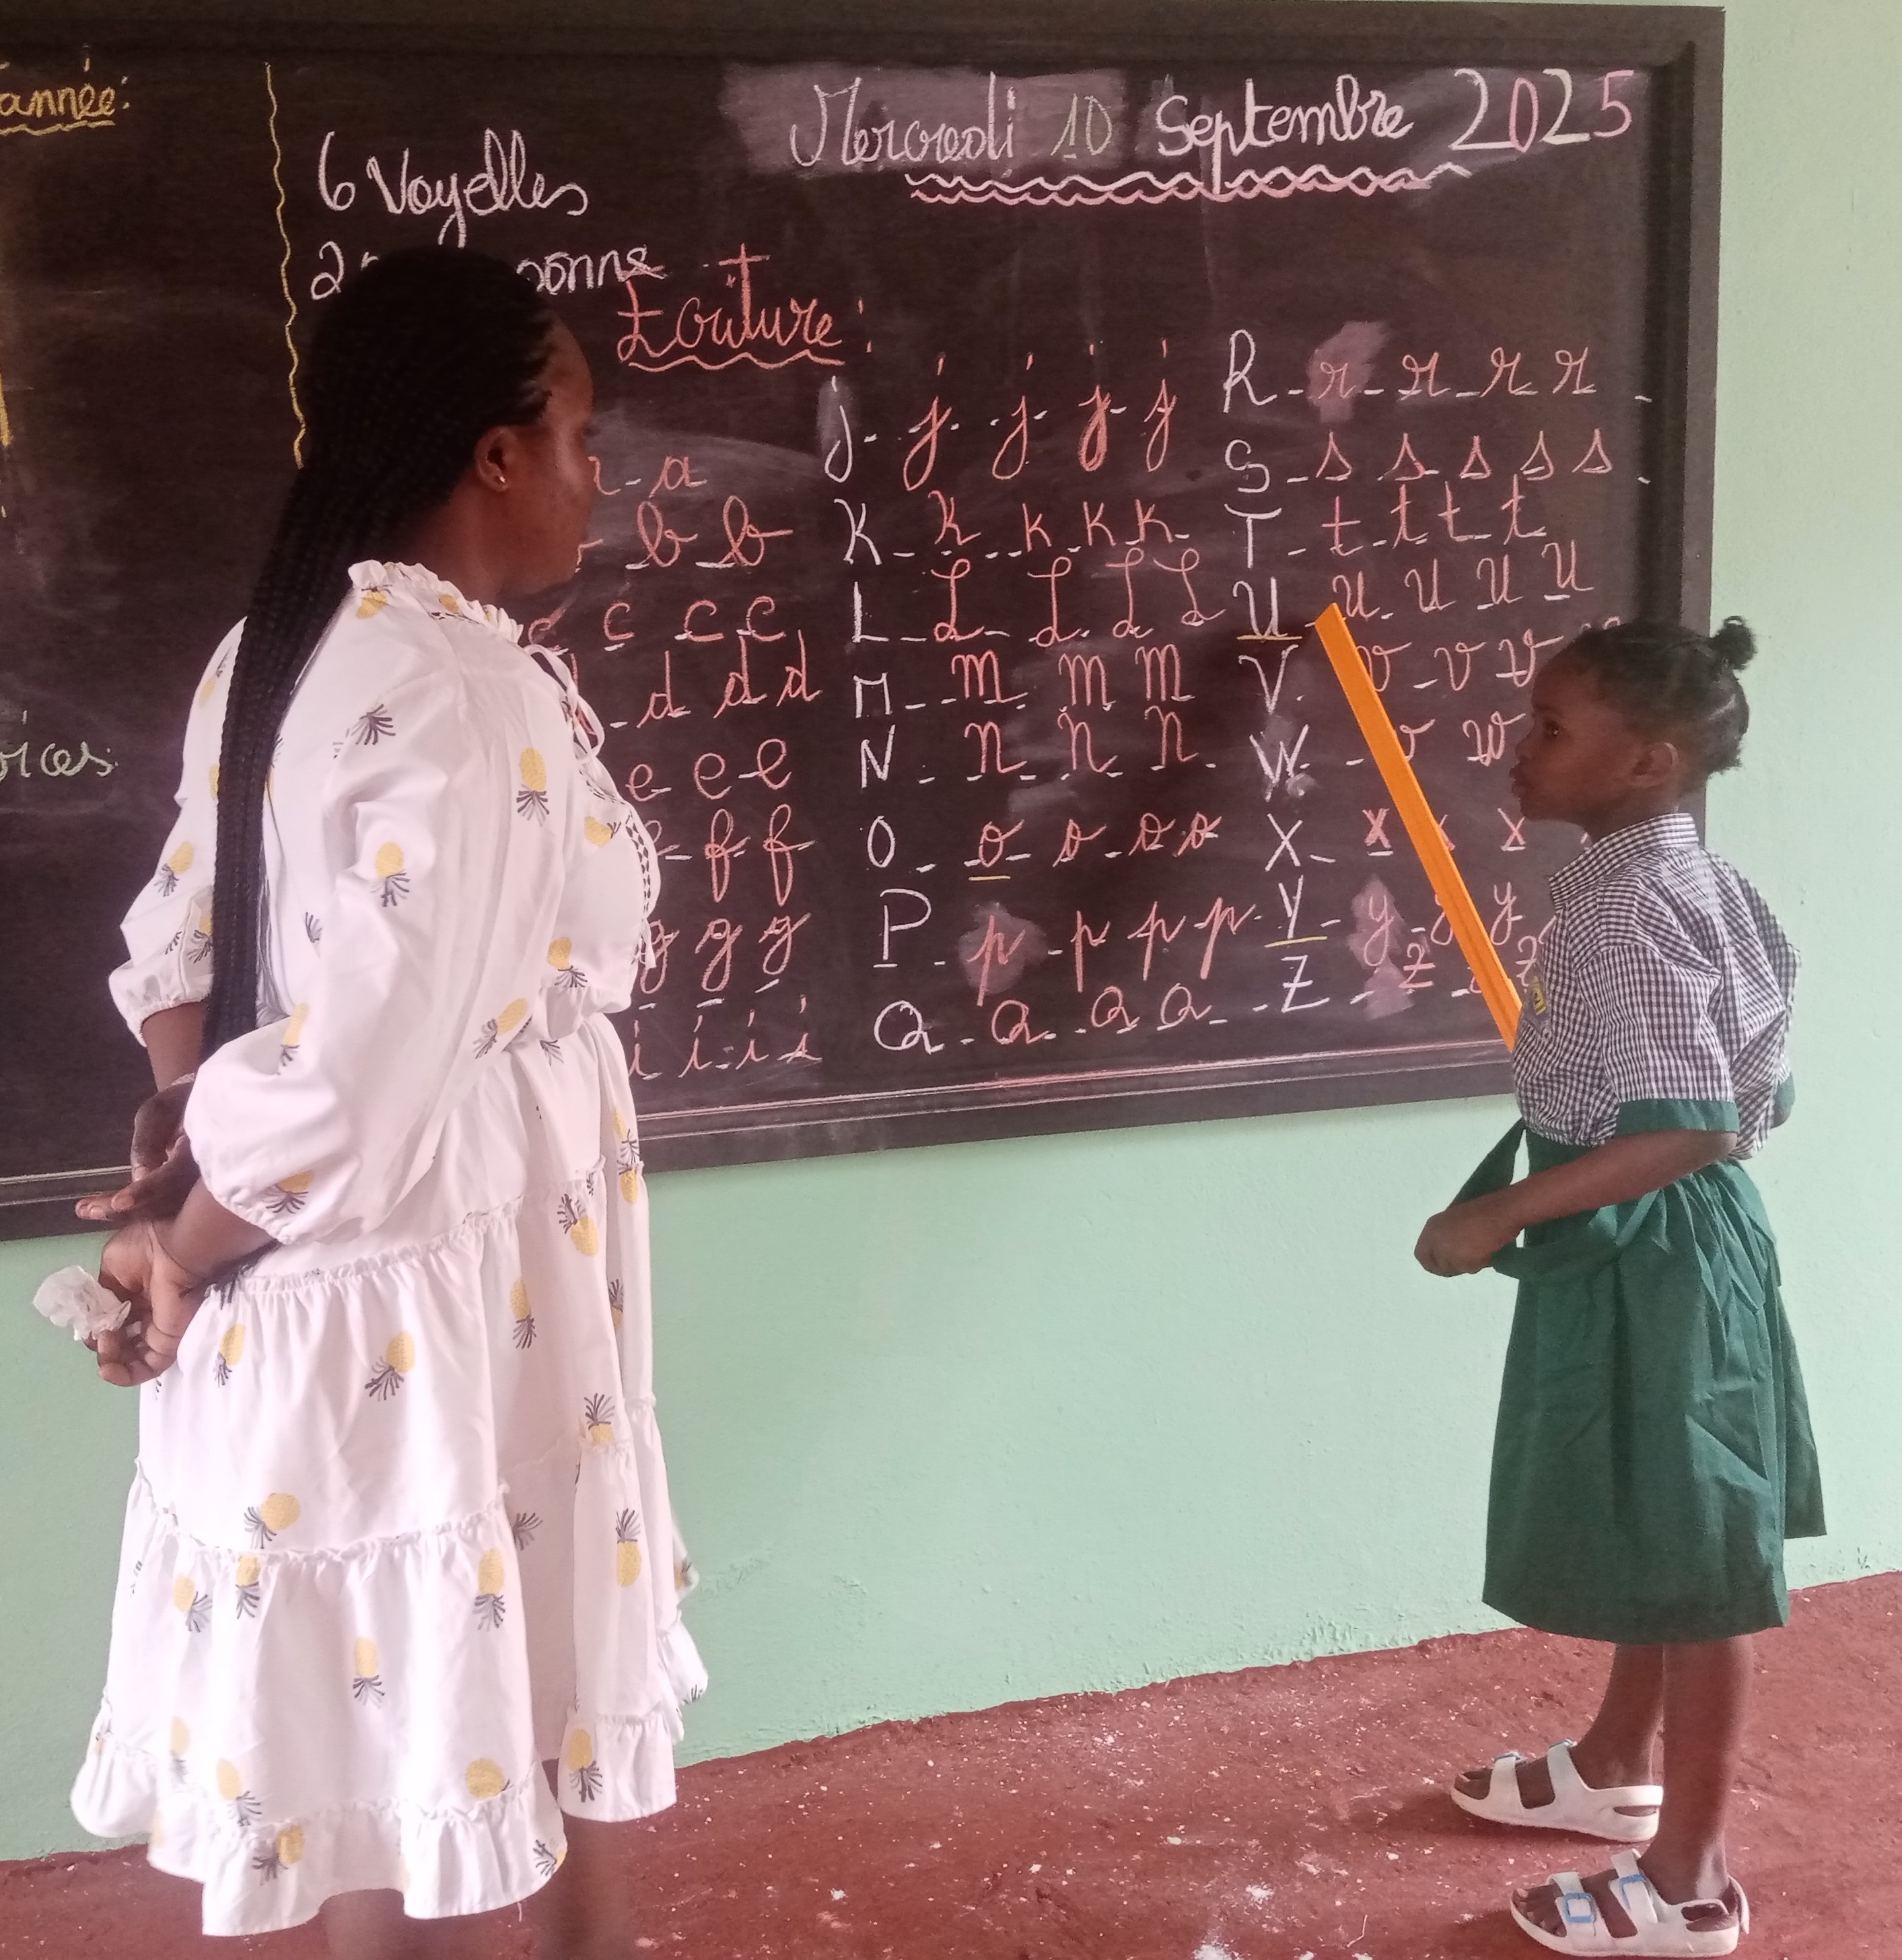 année:
Mercredi 10 Septembre 2025
6 Voyelles
Ecriture:
a
b b
c c c c
d d d
e e e
f f
g g g
i i i i
j - j - j - j - j
K - k - k - k - k
L - L - L - L L
M - m m m
N - n n n
O - o o - o o
P - p - p p p
Q - Q - Q - Q
R - r - r - r r
S - s s s s s
T - t - t t - t
U - u - u u u
V - v - v v
W - w
X - x x
Y - y - y y
Z - z z